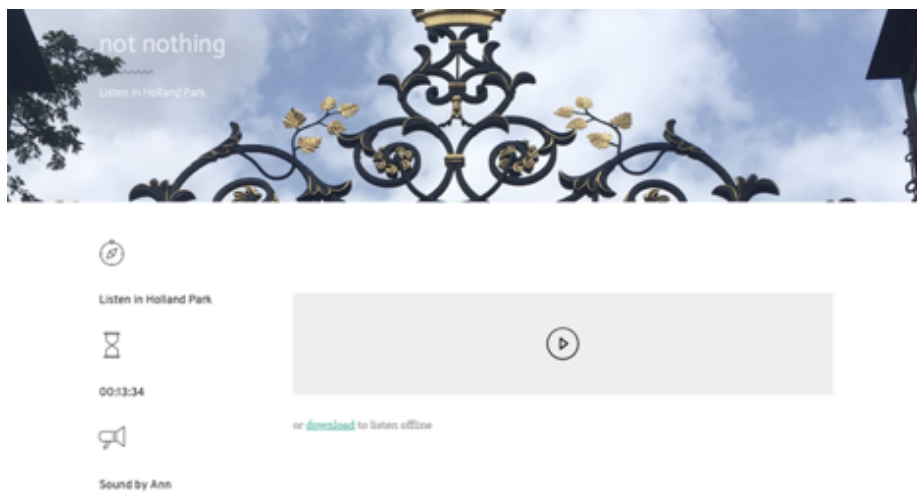 not nothing
Listen in Holland Park
Listen in Holland Park
00:13:34
or download to listen offline
Sound by Ann